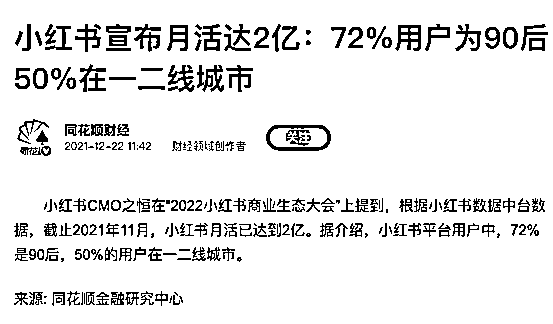 小红书宣布月活达2亿：72%用户为90后
50%在一二线城市
同花顺财经
2021-12-22 11:42 财经领域创作者
关注
小红书CMO之恒在“2022小红书商业生态大会”上提到，根据小红书数据中台数
据，截止2021年11月，小红书月活已达到2亿。据介绍，小红书平台用户中，72%
是90后，50%的用户在一二线城市。
来源: 同花顺金融研究中心